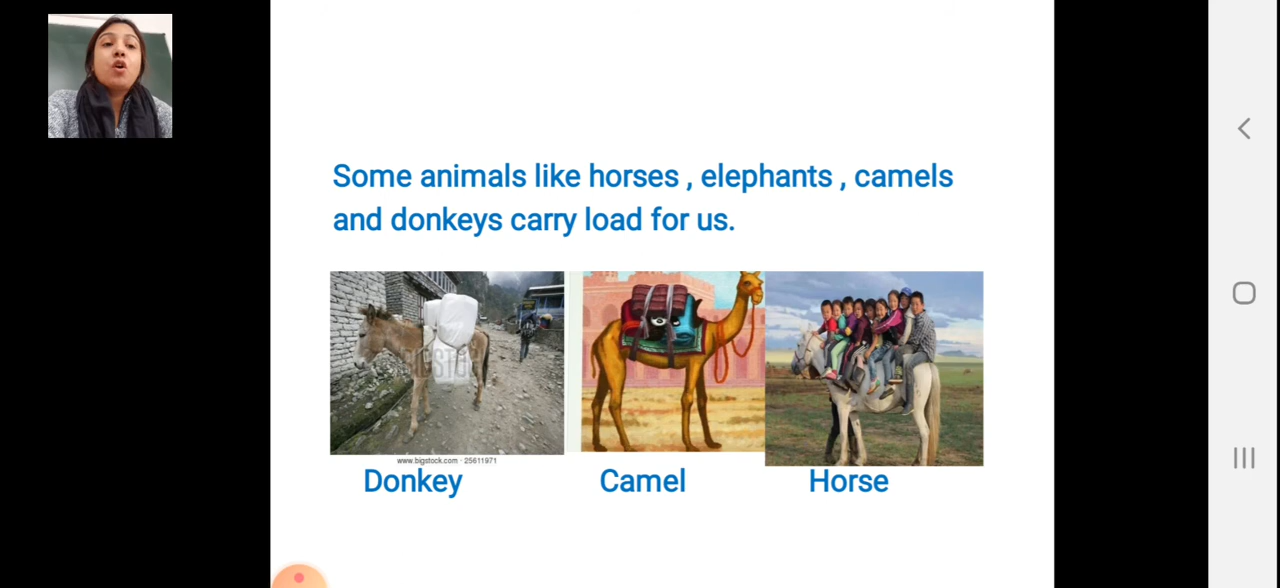 Some animals like horses , elephants , camels
and donkeys carry load for us.
BIGSTOCK
www.bigstock.com - 25611971
Donkey Camel Horse